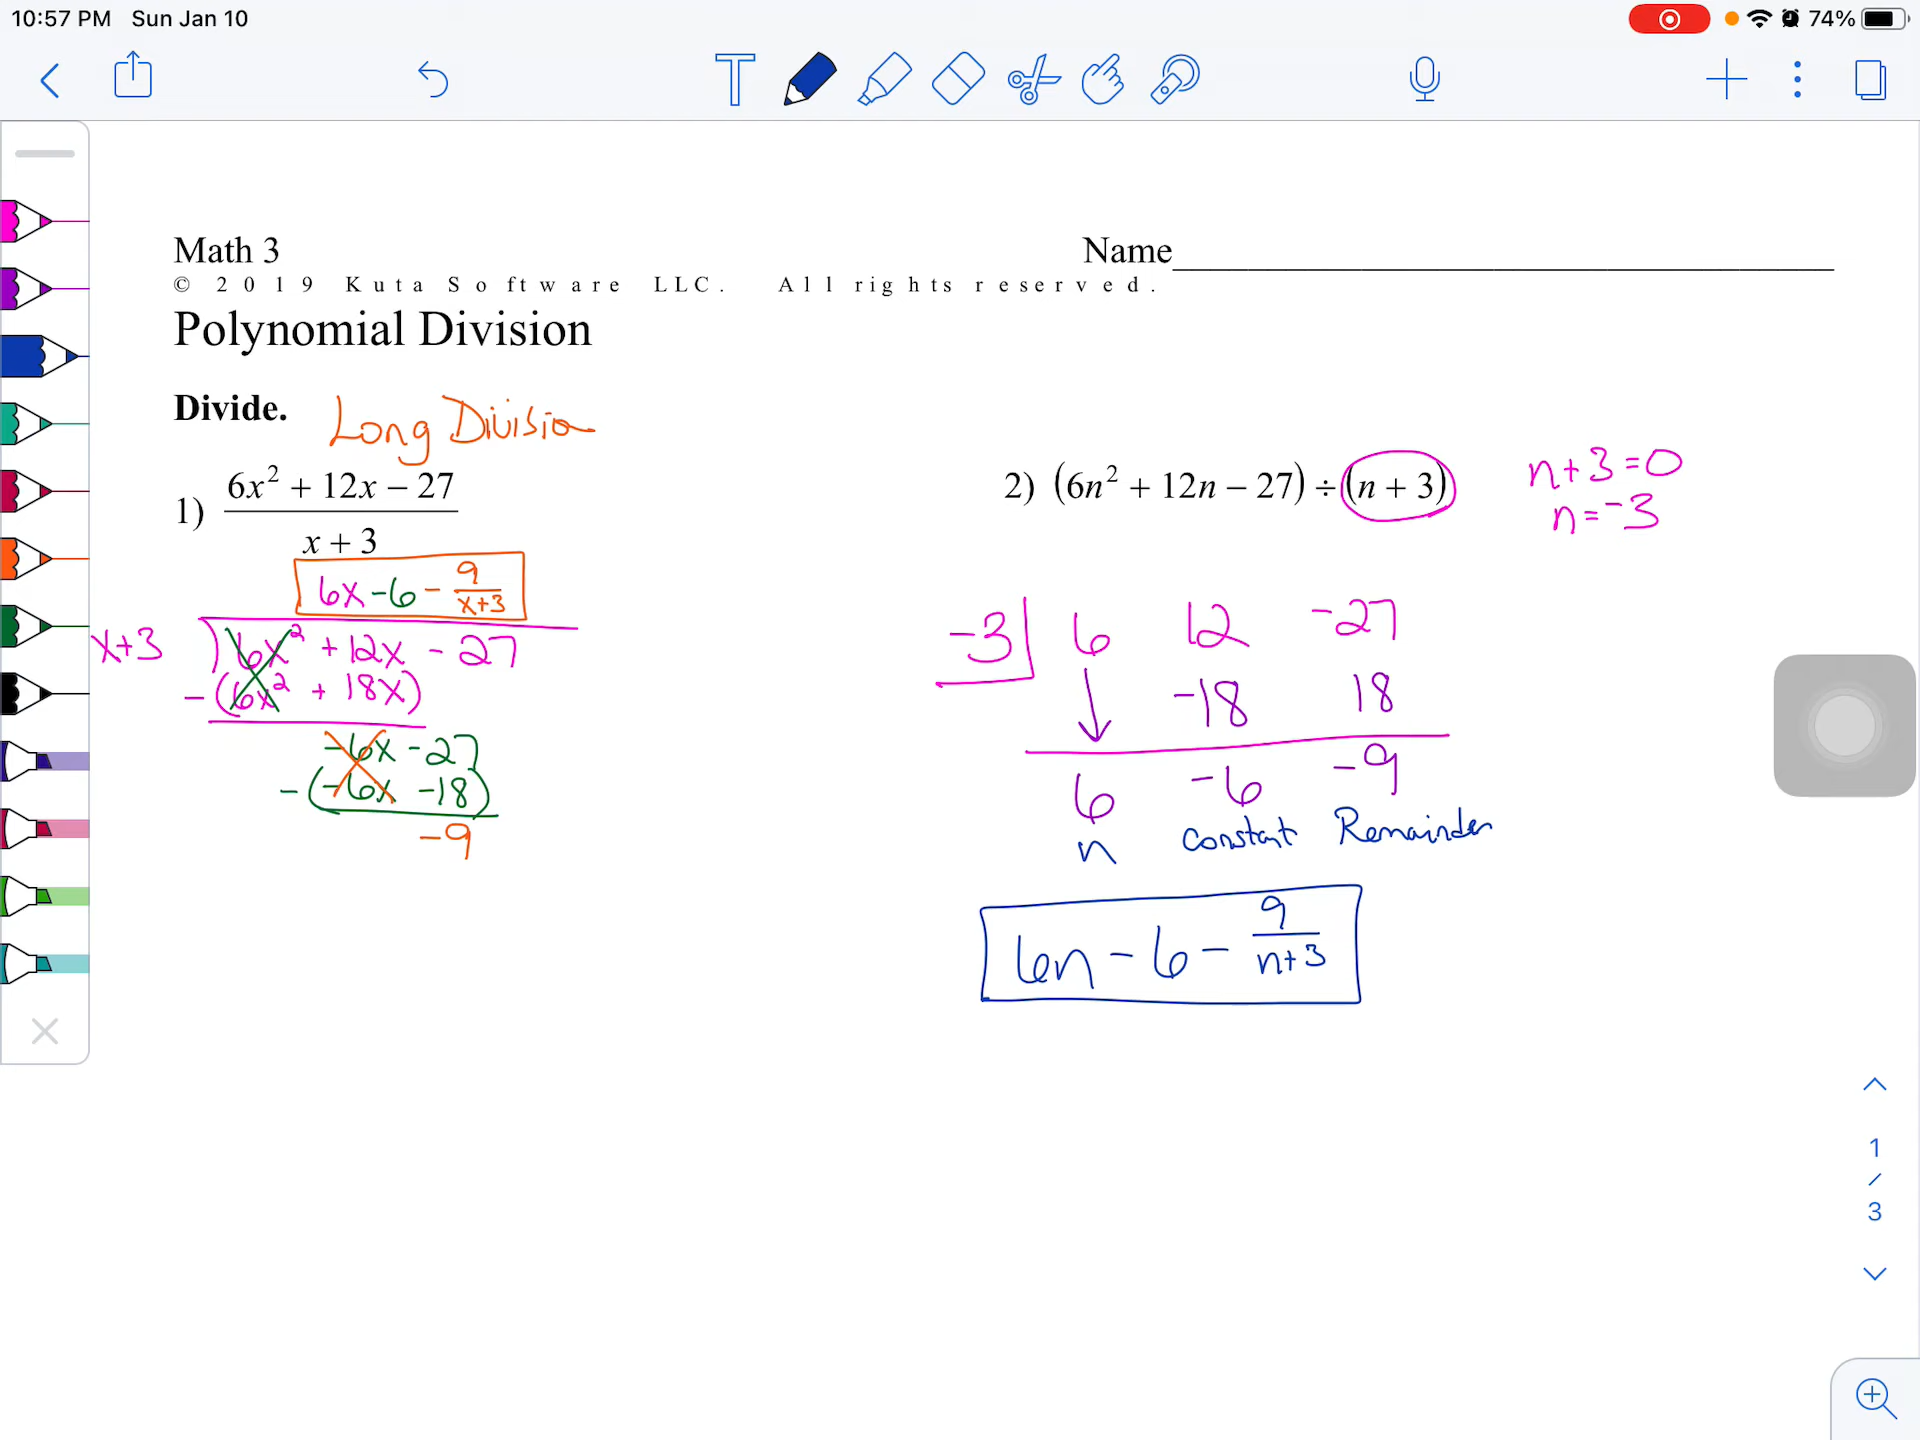 10:57 PM Sun Jan 10
74%
Math 3
Name
© 2019 Kuta Software LLC. All rights reserved.
Polynomial Division
Divide.
Long Division
1) (6x² + 12x − 27) / (x + 3)
6x - 6 - 9/(x+3)
x+3 ) 6x² + 12x - 27
- (6x² + 18x)
-6x - 27
- (-6x - 18)
-9
2) (6n² + 12n − 27) ÷ (n + 3)
n+3=0
n=-3
-3 6 12 -27
-18 18
6 -6 -9
n constant Remainder
6n - 6 - 9/(n+3)
1
/
3